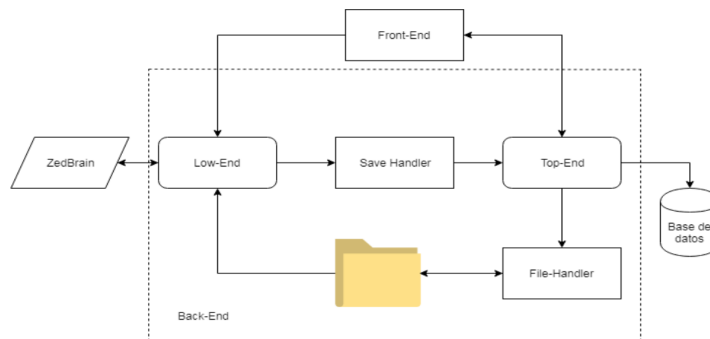 Front-End
ZedBrain
Low-End
Save Handler
Top-End
Base de
datos
File-Handler
Back-End